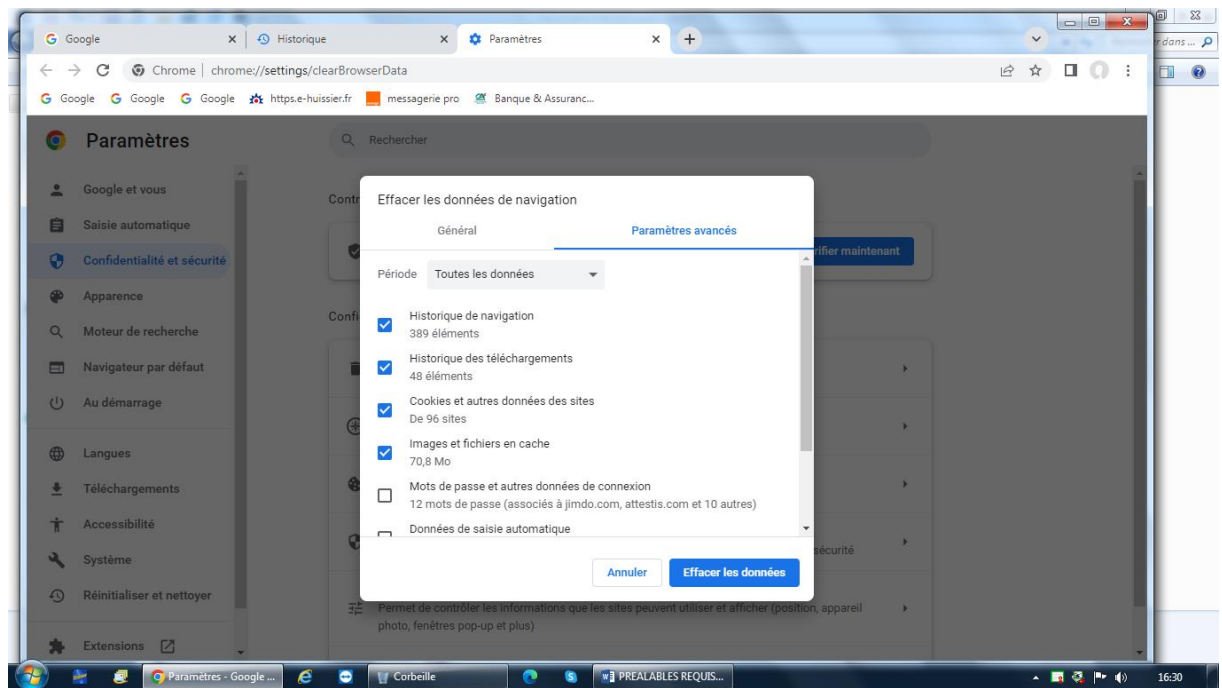 Google
Historique
Paramètres
er dans ...
Chrome | chrome://settings/clearBrowserData
Google
Google
Google
https.e-huissier.fr
messagerie pro
Banque & Assuranc...
Paramètres
Rechercher
Google et vous
Saisie automatique
Confidentialité et sécurité
Apparence
Moteur de recherche
Navigateur par défaut
Au démarrage
Langues
Téléchargements
Accessibilité
Système
Réinitialiser et nettoyer
Extensions
Contr
rifier maintenant
Confi
Effacer les données de navigation
Général
Paramètres avancés
Période
Toutes les données
Historique de navigation
389 éléments
Historique des téléchargements
48 éléments
Cookies et autres données des sites
De 96 sites
Images et fichiers en cache
70,8 Mo
Mots de passe et autres données de connexion
12 mots de passe (associés à jimdo.com, attestis.com et 10 autres)
Données de saisie automatique
Annuler
Effacer les données
sécurité
Permet de contrôler les informations que les sites peuvent utiliser et afficher (position, appareil
photo, fenêtres pop-up et plus)
Paramètres - Google ...
Corbeille
PREALABLES REQUIS...
16:30